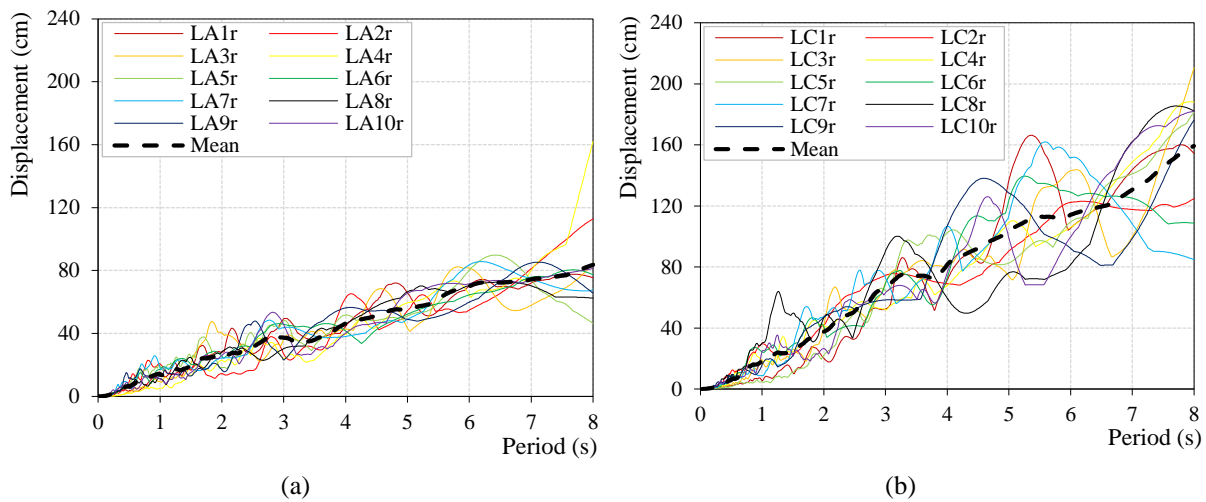 240
200
160
120
80
40
0
Displacement (cm)
LA1r LA2r
LA3r LA4r
LA5r LA6r
LA7r LA8r
LA9r LA10r
Mean
0 1 2 3 4 5 6 7 8
Period (s)
(a)
240
200
160
120
80
40
0
Displacement (cm)
LC1r LC2r
LC3r LC4r
LC5r LC6r
LC7r LC8r
LC9r LC10r
Mean
0 1 2 3 4 5 6 7 8
Period (s)
(b)